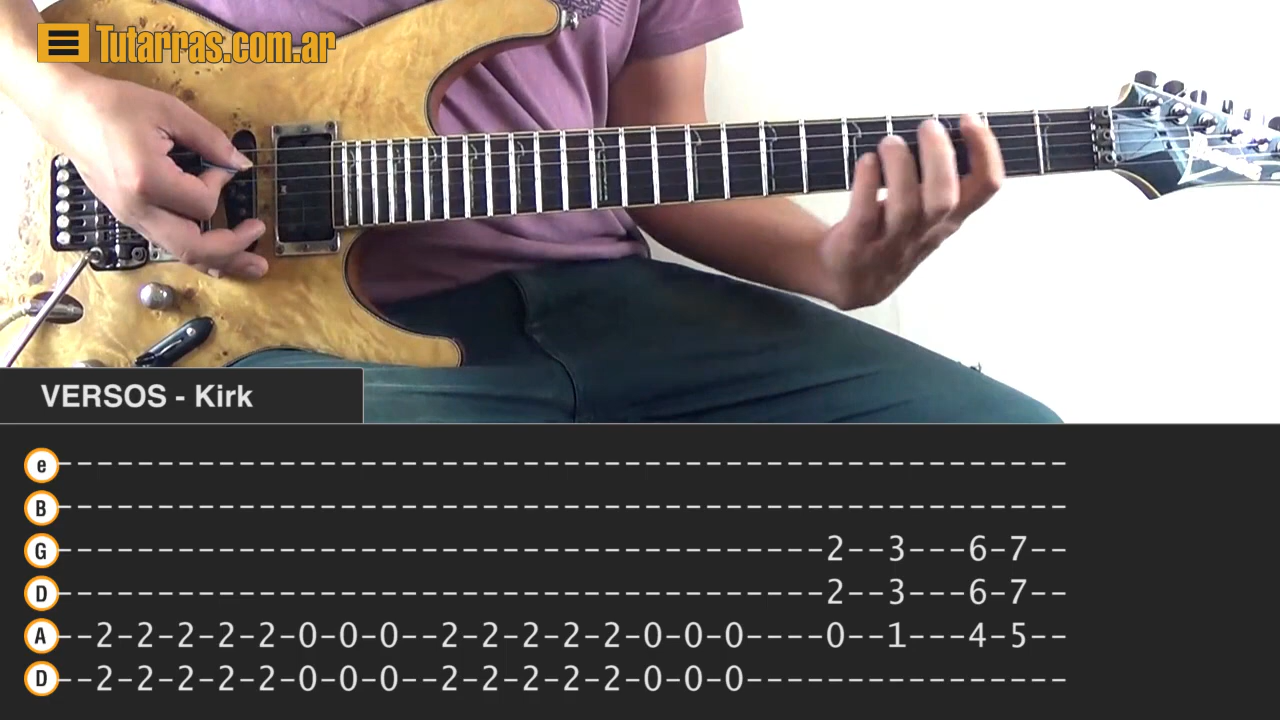 Tutarras.com.ar
VERSOS - Kirk
e--------------------------------------------------
B--------------------------------------------------
G--------------------------------------2--3---6-7--
D--------------------------------------2--3---6-7--
A--2-2-2-2-2-0-0-0--2-2-2-2-2-0-0-0----0--1---4-5--
D--2-2-2-2-2-0-0-0--2-2-2-2-2-0-0-0----------------